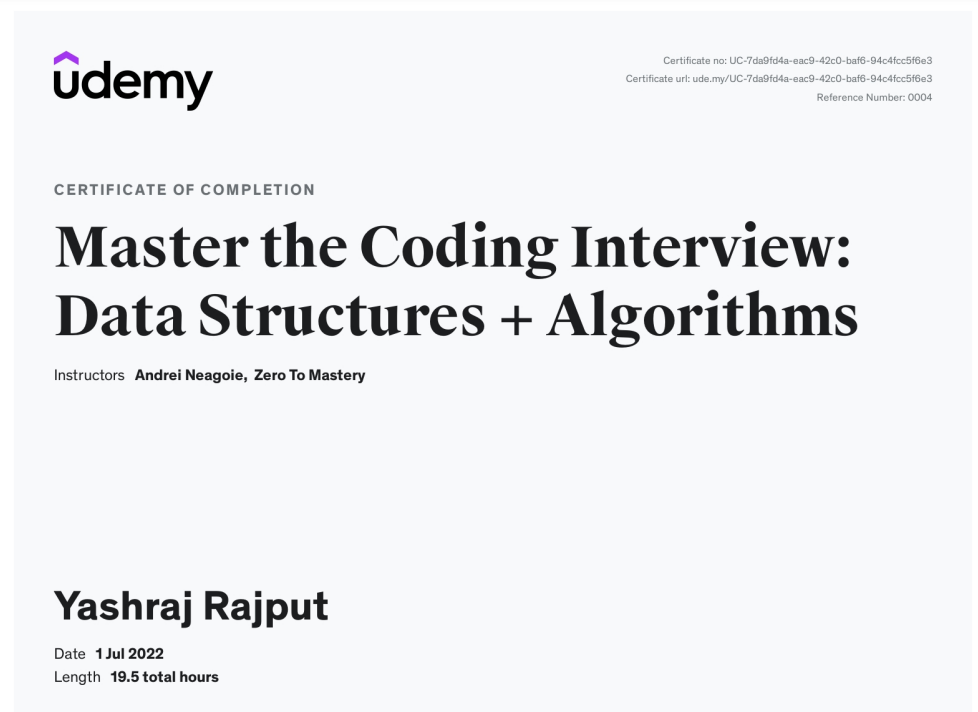 udemy
Certificate no: UC-7da9fd4a-eac9-42c0-baf6-94c4fcc5f6e3
Certificate url: ude.my/UC-7da9fd4a-eac9-42c0-baf6-94c4fcc5f6e3
Reference Number: 0004
CERTIFICATE OF COMPLETION
Master the Coding Interview:
Data Structures + Algorithms
Instructors Andrei Neagoie, Zero To Mastery
Yashraj Rajput
Date 1 Jul 2022
Length 19.5 total hours